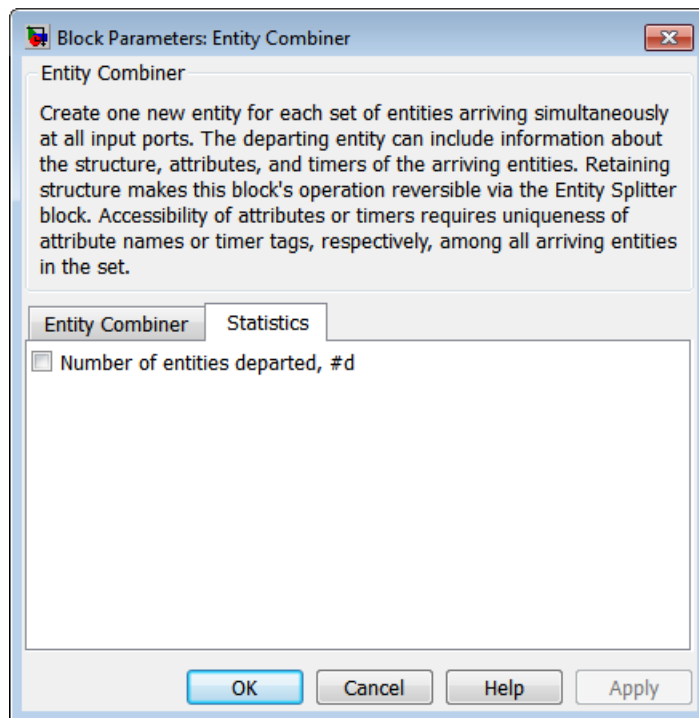 Block Parameters: Entity Combiner
Entity Combiner
Create one new entity for each set of entities arriving simultaneously
at all input ports. The departing entity can include information about
the structure, attributes, and timers of the arriving entities. Retaining
structure makes this block's operation reversible via the Entity Splitter
block. Accessibility of attributes or timers requires uniqueness of
attribute names or timer tags, respectively, among all arriving entities
in the set.
Entity Combiner Statistics
Number of entities departed, #d
OK Cancel Help Apply